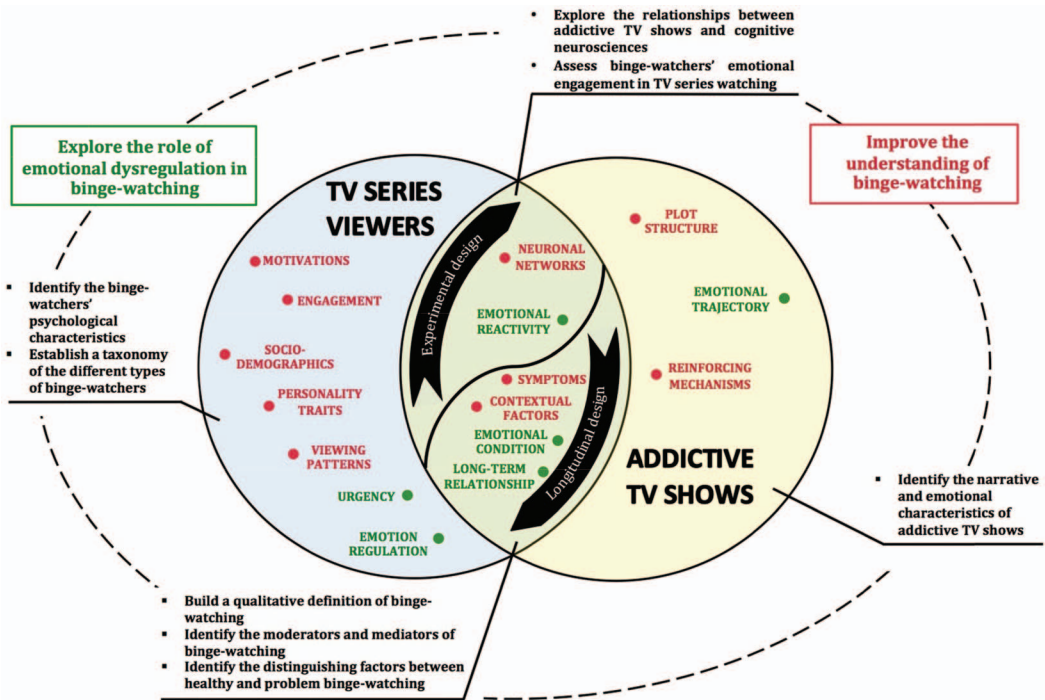 • Explore the relationships between
addictive TV shows and cognitive
neurosciences
• Assess binge-watchers’ emotional
engagement in TV series watching
Explore the role of
emotional dysregulation in
binge-watching
Improve the
understanding of
binge-watching
TV SERIES
VIEWERS
MOTIVATIONS
ENGAGEMENT
SOCIO-
DEMOGRAPHICS
PERSONALITY
TRAITS
VIEWING
PATTERNS
URGENCY
EMOTION
REGULATION
▪ Identify the binge-
watchers’
psychological
characteristics
▪ Establish a taxonomy
of the different types
of binge-watchers
Experimental design
NEURONAL
NETWORKS
EMOTIONAL
REACTIVITY
SYMPTOMS
CONTEXTUAL
FACTORS
EMOTIONAL
CONDITION
LONG-TERM
RELATIONSHIP
Longitudinal design
PLOT
STRUCTURE
EMOTIONAL
TRAJECTORY
REINFORCING
MECHANISMS
ADDICTIVE
TV SHOWS
▪ Identify the narrative
and emotional
characteristics of
addictive TV shows
▪ Build a qualitative definition of binge-
watching
▪ Identify the moderators and mediators of
binge-watching
▪ Identify the distinguishing factors between
healthy and problem binge-watching